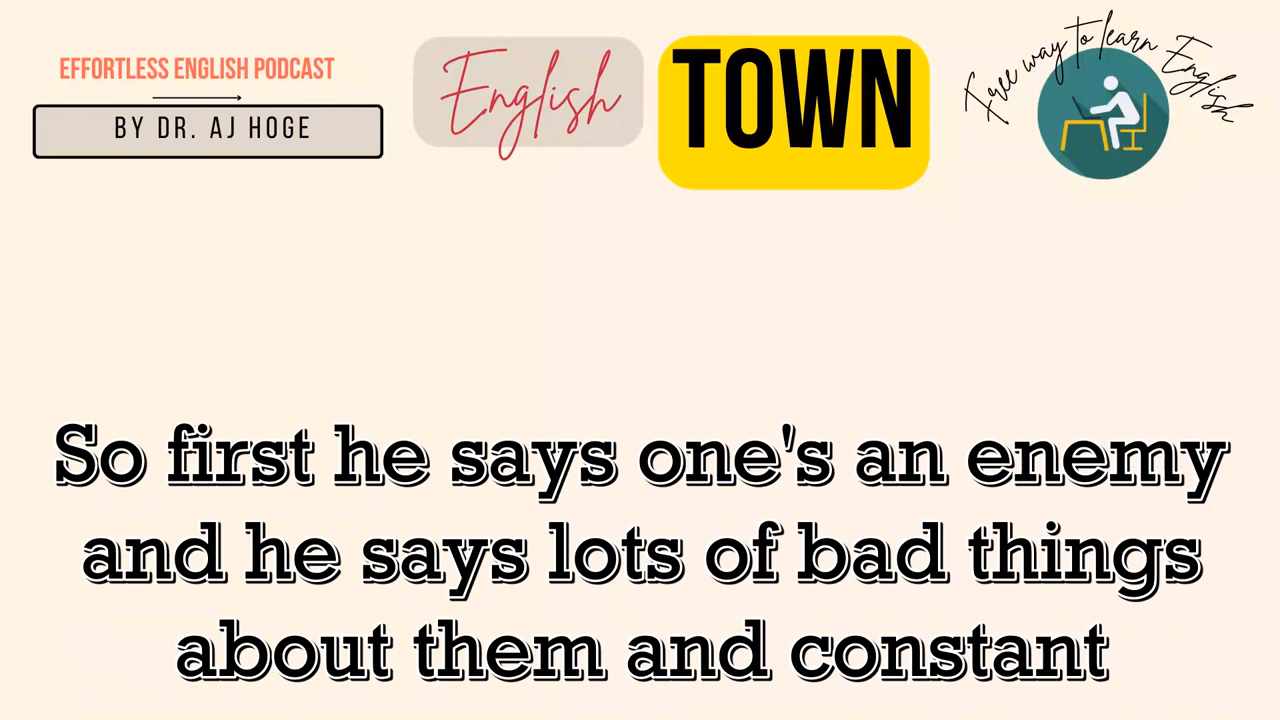 EFFORTLESS ENGLISH PODCAST
BY DR. AJ HOGE
English
TOWN
Free way to learn English
So first he says one's an enemy
and he says lots of bad things
about them and constant